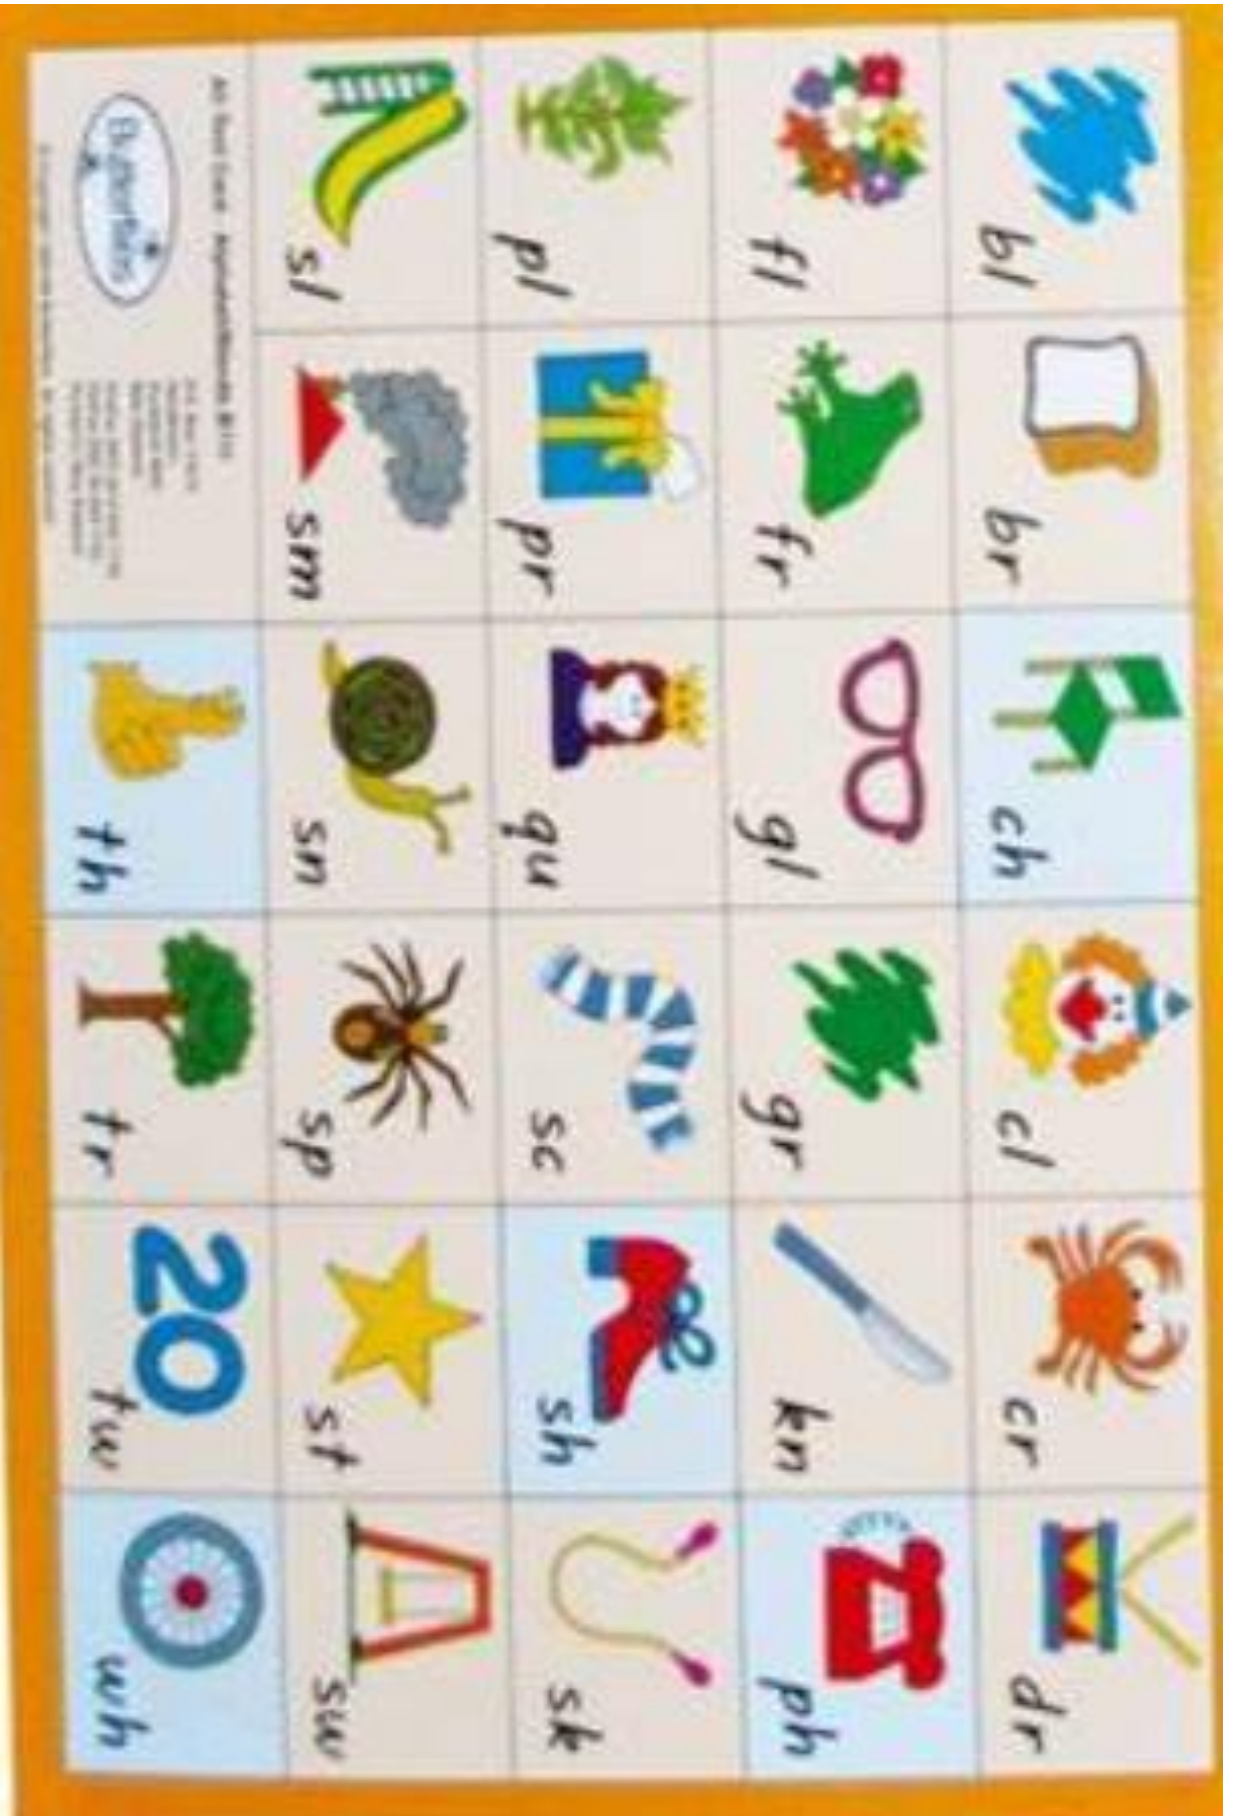 bl br ch cl cr dr
fl fr gl gr kn ph
pl pr qu sc sh sk
sl sm sn sp st sw
20
th tr tw wh